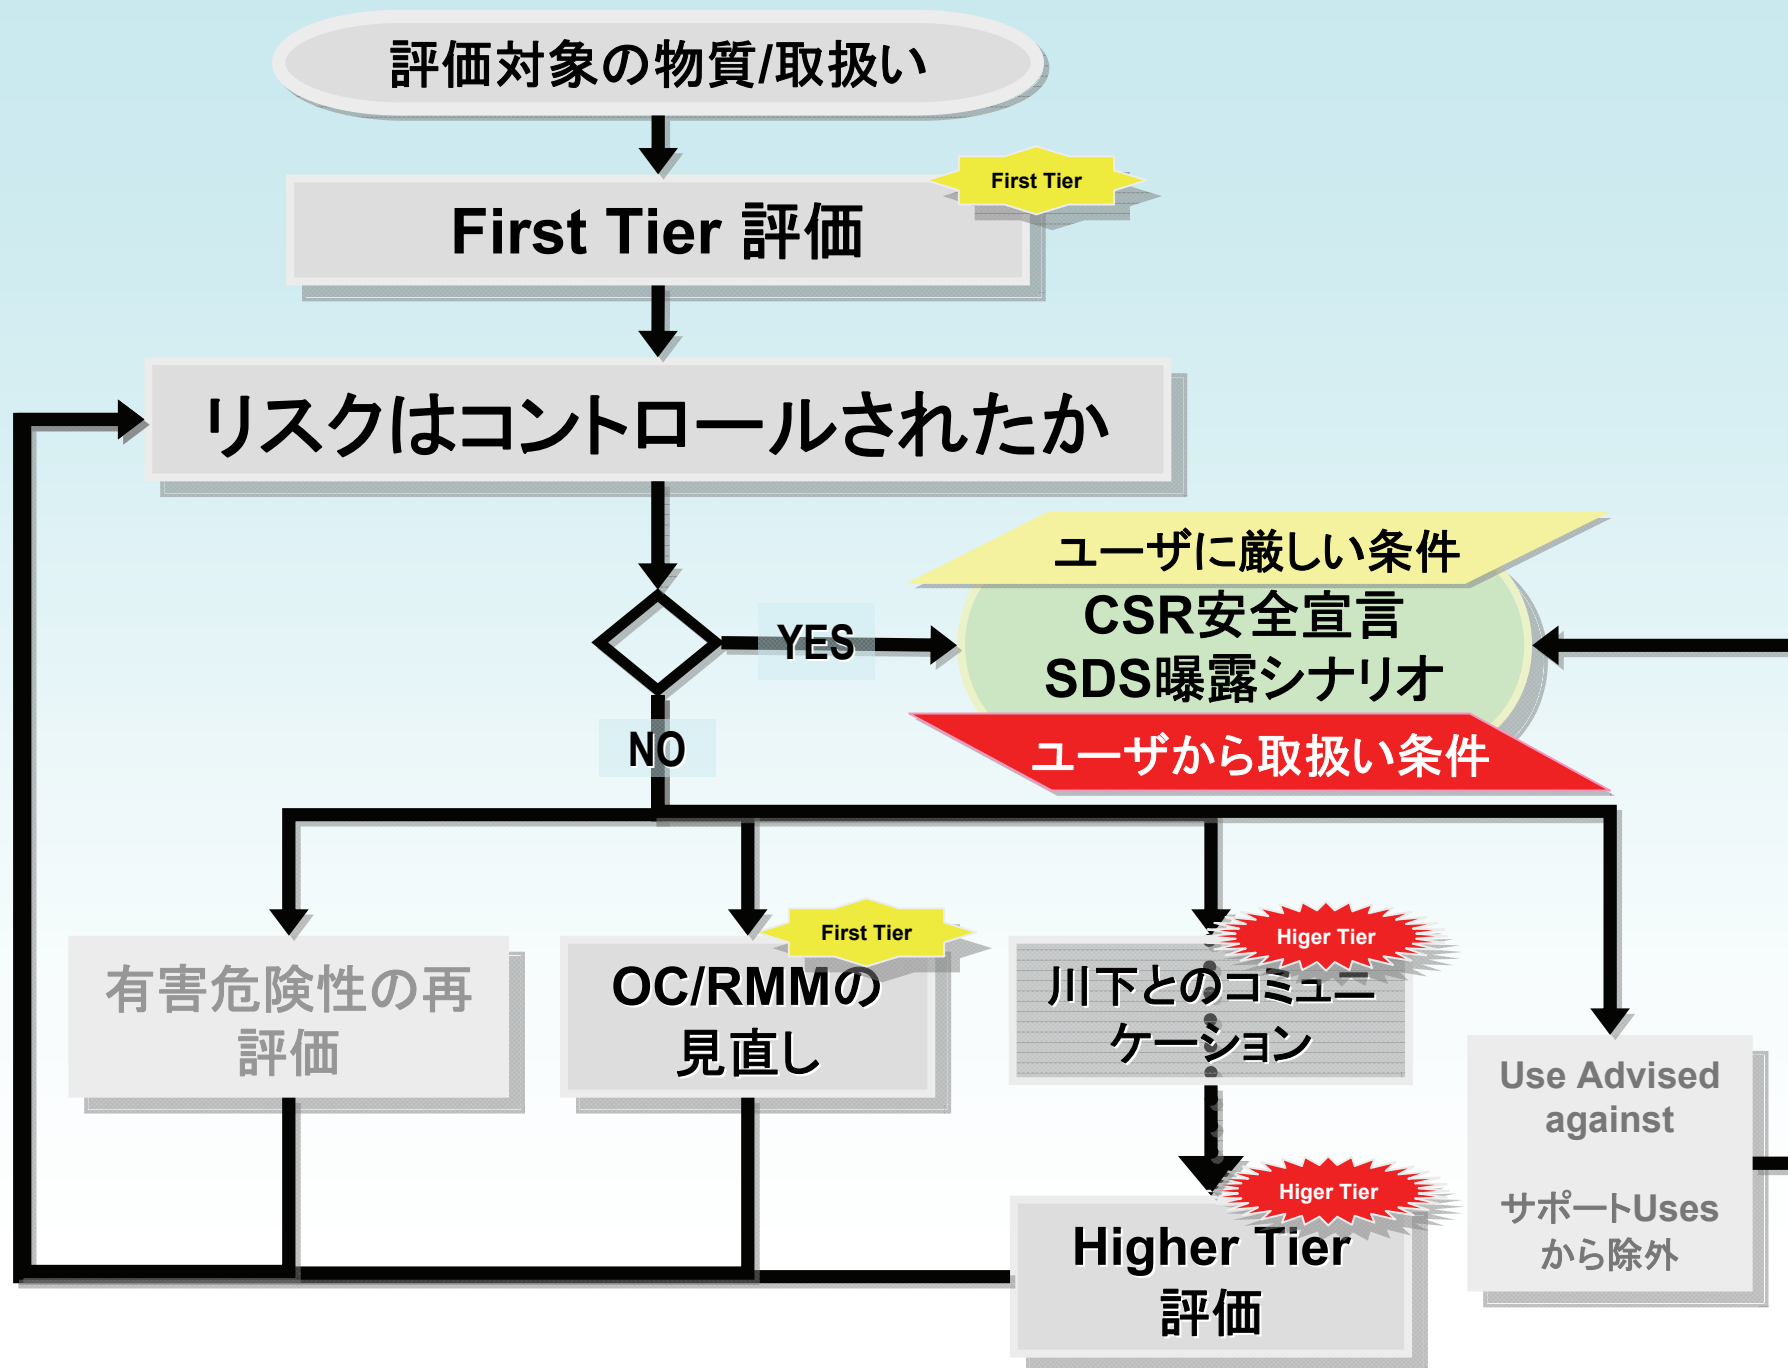 評価対象の物質/取扱い
First Tier
First Tier 評価
リスクはコントロールされたか
ユーザに厳しい条件
YES
CSR安全宣言
SDS曝露シナリオ
NO
ユーザから取扱い条件
First Tier
Higer Tier
有害危険性の再
評価
OC/RMMの
見直し
川下とのコミュニ
ケーション
Use Advised
against
サポートUses
から除外
Higer Tier
Higher Tier
評価